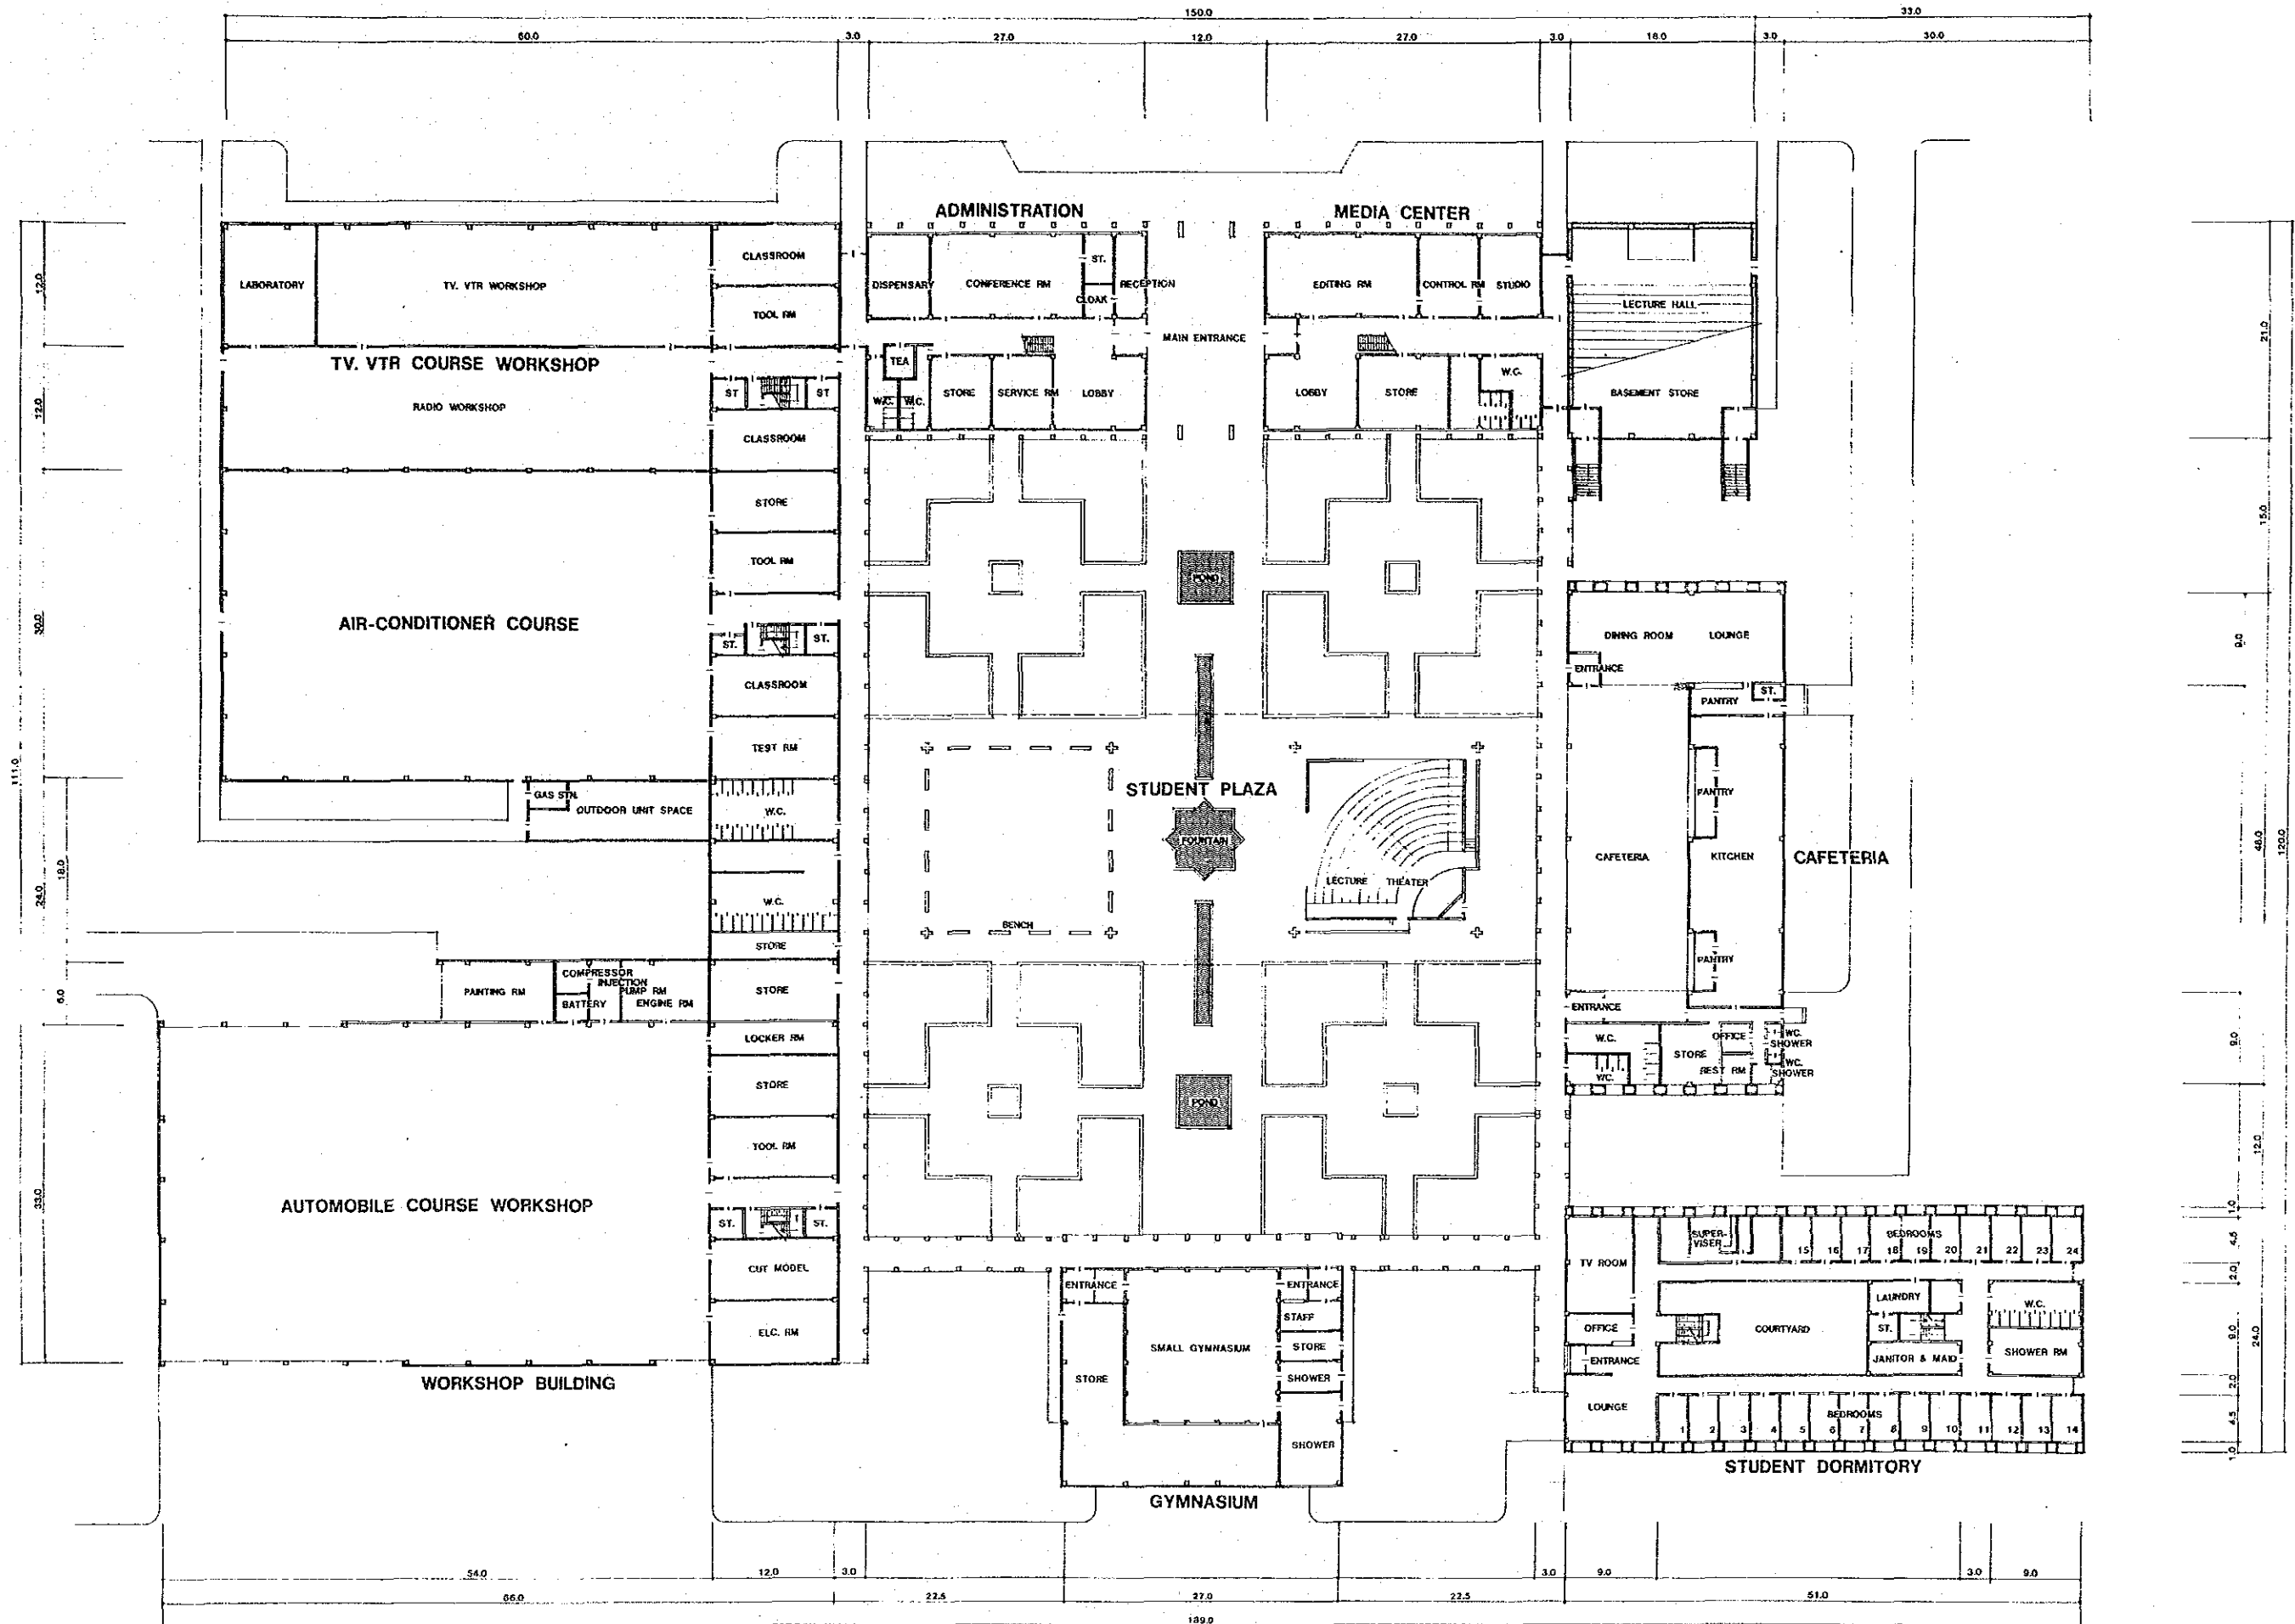 150.0
33.0
60.0
3.0
27.0
12.0
27.0
3.0
18.0
3.0
30.0
ADMINISTRATION
MEDIA CENTER
LABORATORY
TV. VTR WORKSHOP
CLASSROOM
TOOL RM
DISPENSARY
CONFERENCE RM
ST.
CLOAK
RECEPTION
EDITING RM
CONTROL RM
STUDIO
LECTURE HALL
MAIN ENTRANCE
TV. VTR COURSE WORKSHOP
RADIO WORKSHOP
ST
ST
CLASSROOM
TEA
W.C.
W.C.
STORE
SERVICE RM
LOBBY
LOBBY
STORE
W.C.
BASEMENT STORE
STORE
TOOL RM
AIR-CONDITIONER COURSE
ST.
ST.
CLASSROOM
TEST RM
POND
DINING ROOM
LOUNGE
ENTRANCE
PANTRY
ST.
GAS STN.
OUTDOOR UNIT SPACE
W.C.
STUDENT PLAZA
FOUNTAIN
LECTURE THEATER
PANTRY
CAFETERIA
KITCHEN
CAFETERIA
W.C.
BENCH
STORE
PANTRY
PAINTING RM
COMPRESSOR
INJECTION
PUMP RM
BATTERY
ENGINE RM
STORE
LOCKER RM
STORE
TOOL RM
ENTRANCE
W.C.
W.C.
STORE
OFFICE
REST RM
WC.
SHOWER
WC.
SHOWER
POND
AUTOMOBILE COURSE WORKSHOP
ST.
ST.
CUT MODEL
ELC. RM
WORKSHOP BUILDING
ENTRANCE
ENTRANCE
STAFF
SMALL GYMNASIUM
STORE
STORE
SHOWER
SHOWER
GYMNASIUM
TV ROOM
SUPER-
VISER
BEDROOMS
15
16
17
18
19
20
21
22
23
24
OFFICE
COURTYARD
LAUNDRY
ST.
JANITOR & MAID
W.C.
SHOWER RM
ENTRANCE
LOUNGE
BEDROOMS
1
2
3
4
5
6
7
8
9
10
11
12
13
14
STUDENT DORMITORY
12.0
12.0
30.0
111.0
18.0
24.0
6.0
33.0
21.0
15.0
9.0
48.0
120.0
9.0
12.0
1.0
4.5
2.0
9.0
24.0
2.0
4.5
1.0
54.0
12.0
3.0
3.0
9.0
3.0
9.0
66.0
22.5
27.0
22.5
51.0
189.0